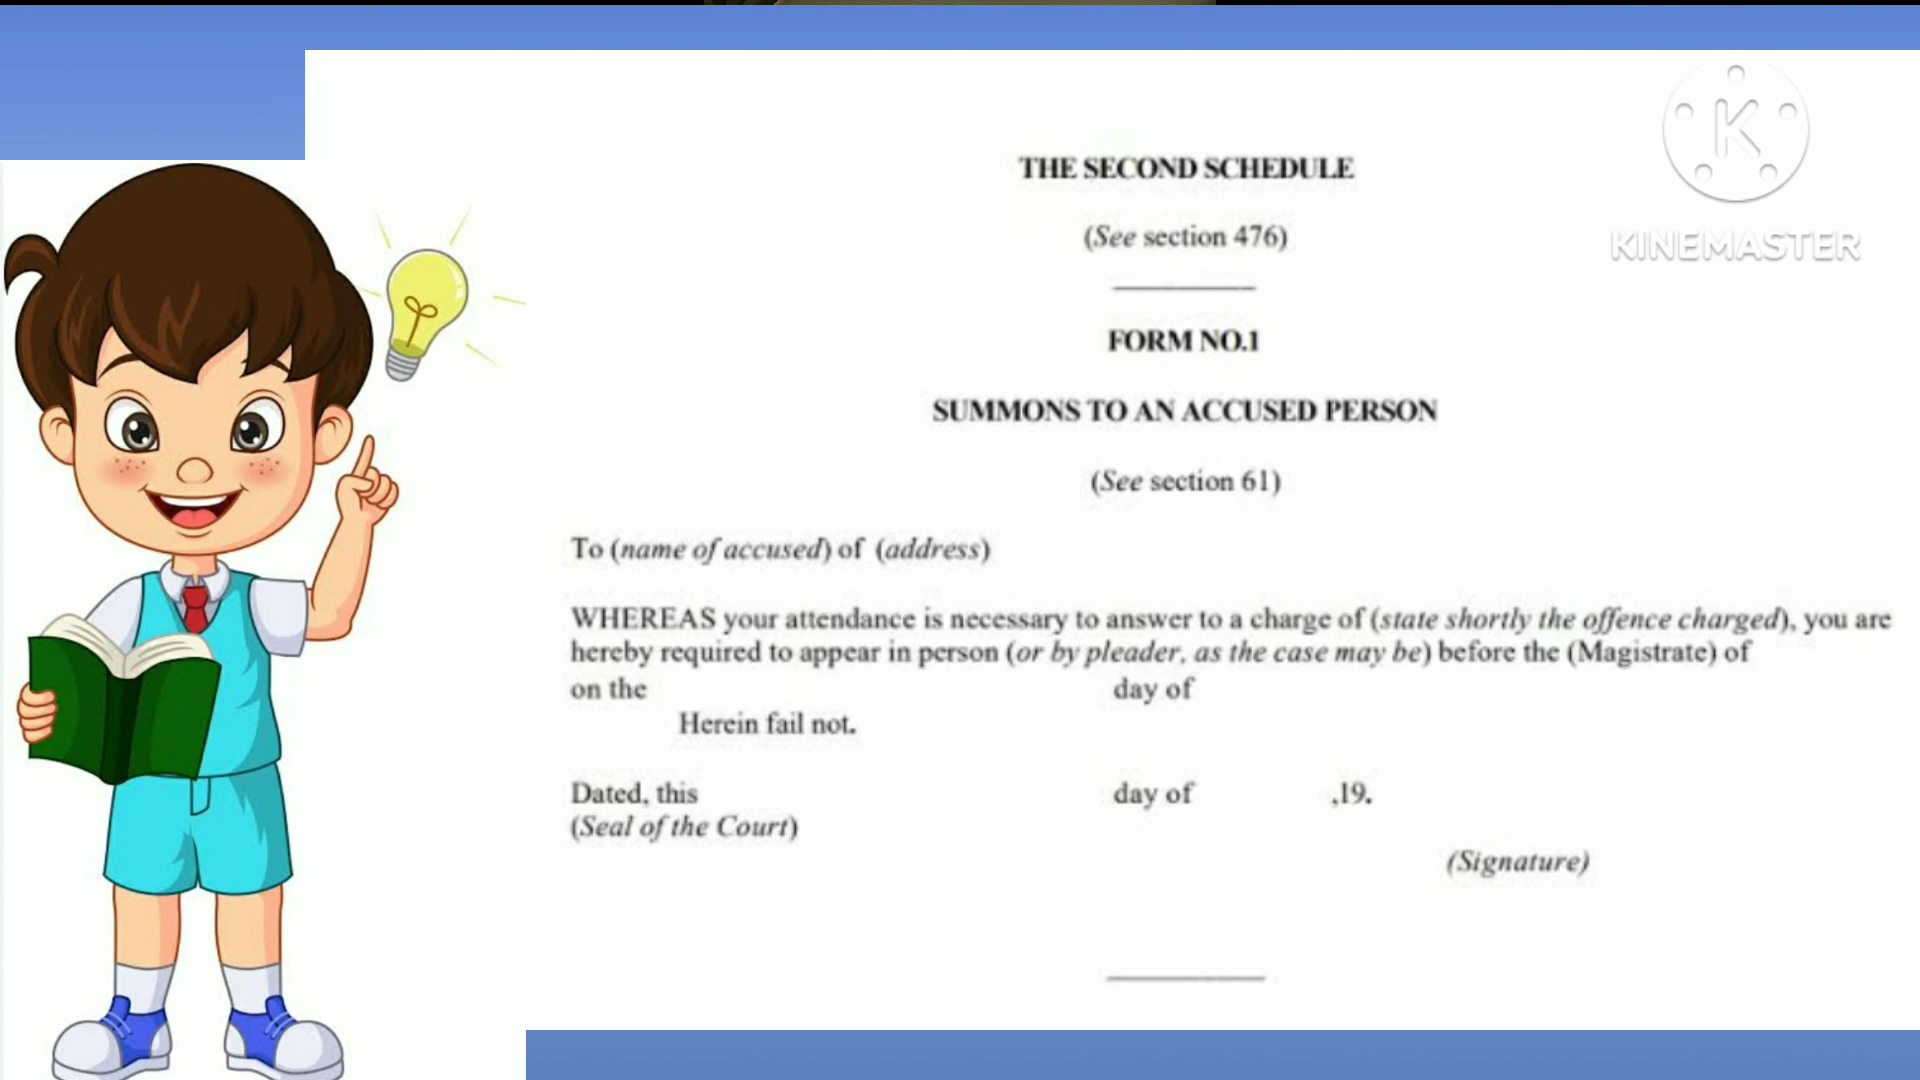 THE SECOND SCHEDULE
(See section 476)
FORM NO.1
SUMMONS TO AN ACCUSED PERSON
(See section 61)
To (name of accused) of (address)
WHEREAS your attendance is necessary to answer to a charge of (state shortly the offence charged), you are
hereby required to appear in person (or by pleader, as the case may be) before the (Magistrate) of
on the day of
Herein fail not.
Dated, this day of ,19.
(Seal of the Court)
(Signature)
K
KINEMASTER